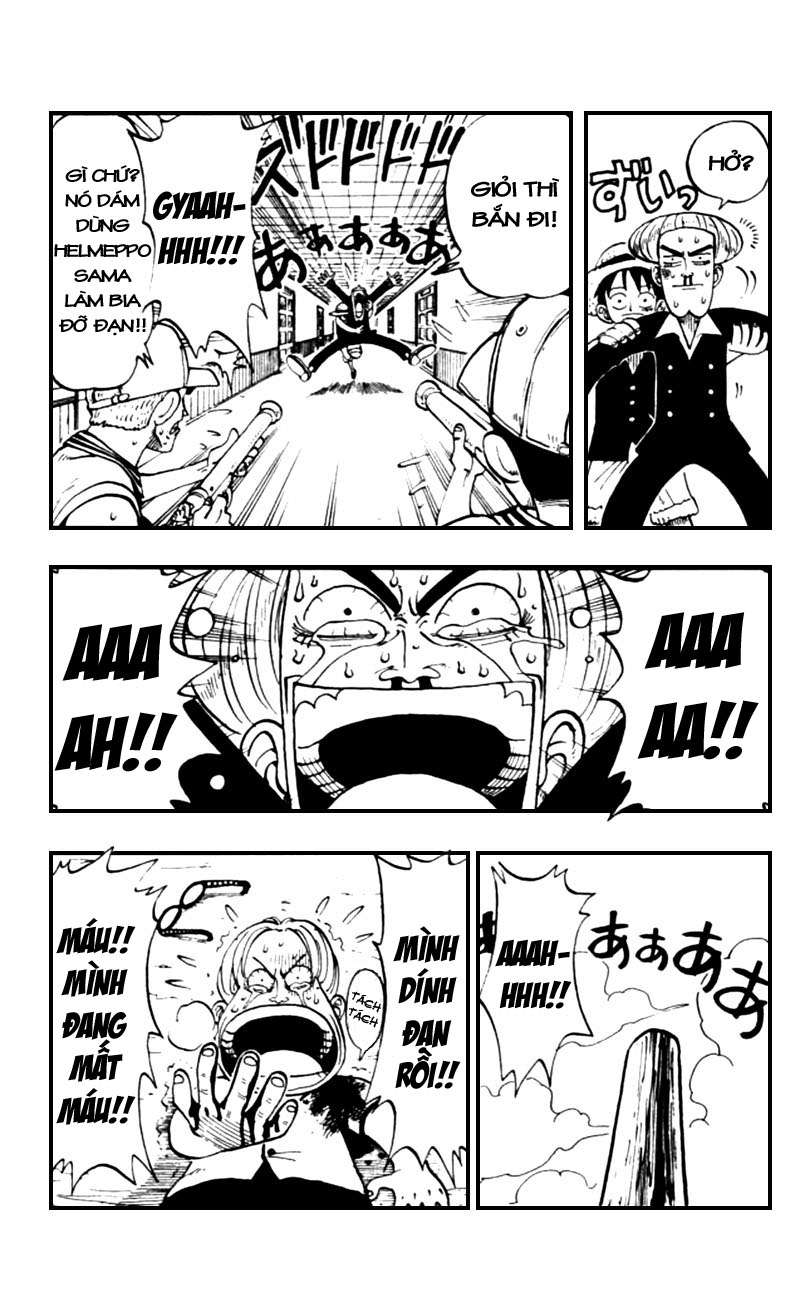 HỞ?
ずいっ
GIỎI THÌ
BẮN ĐI!
ズドドドド
ああああああ
GYAAH-
HHH!!!
GÌ CHỨ?
NÓ DÁM
DÙNG
HELMEPPO
SAMA
LÀM BIA
ĐỠ ĐẠN!!
AAA
AA!!
AAA
AH!!
ああああ
AAAH-
HHH!!
MÌNH
DÍNH
ĐẠN
RỒI!!
TÁCH
TÁCH
MÁU!!
MÌNH
ĐANG
MẤT
MÁU!!